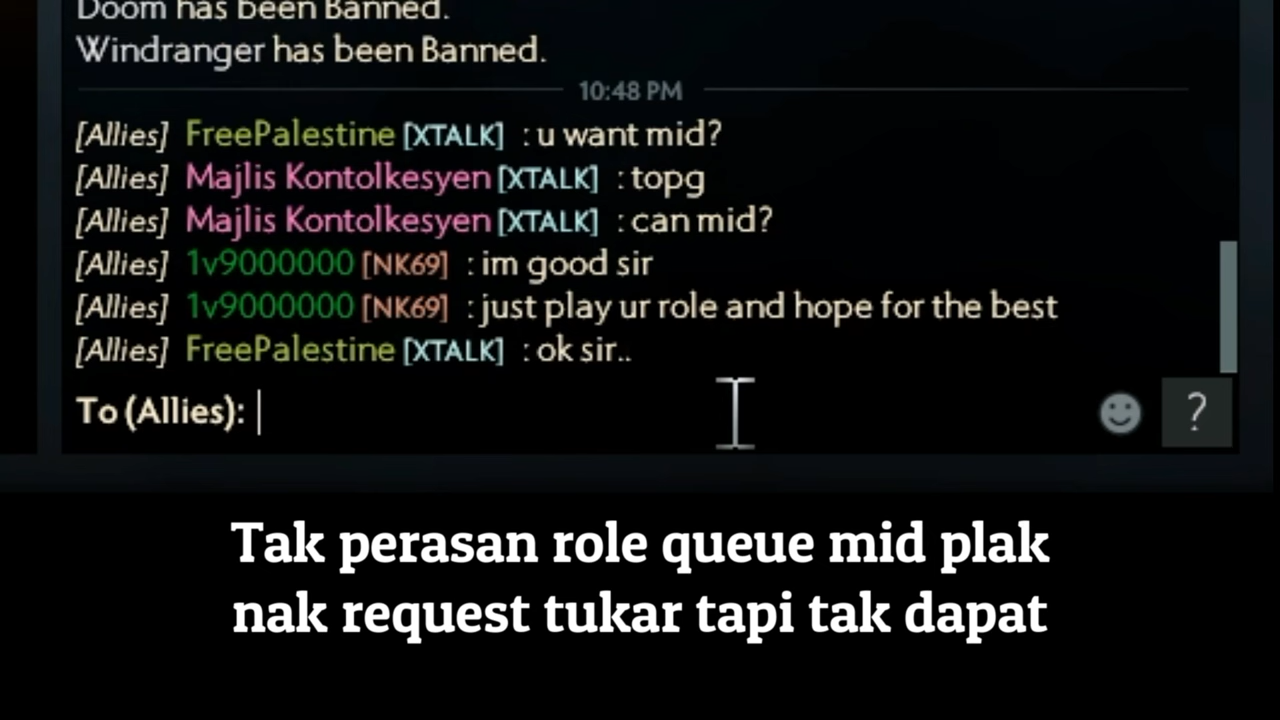 Doom has been Banned.
Windranger has been Banned.
10:48 PM
[Allies] FreePalestine [XTALK] : u want mid?
[Allies] Majlis Kontolkesyen [XTALK] : topg
[Allies] Majlis Kontolkesyen [XTALK] : can mid?
[Allies] 1v9000000 [NK69] : im good sir
[Allies] 1v9000000 [NK69] : just play ur role and hope for the best
[Allies] FreePalestine [XTALK] : ok sir..
To (Allies): ?
Tak perasan role queue mid plak
nak request tukar tapi tak dapat